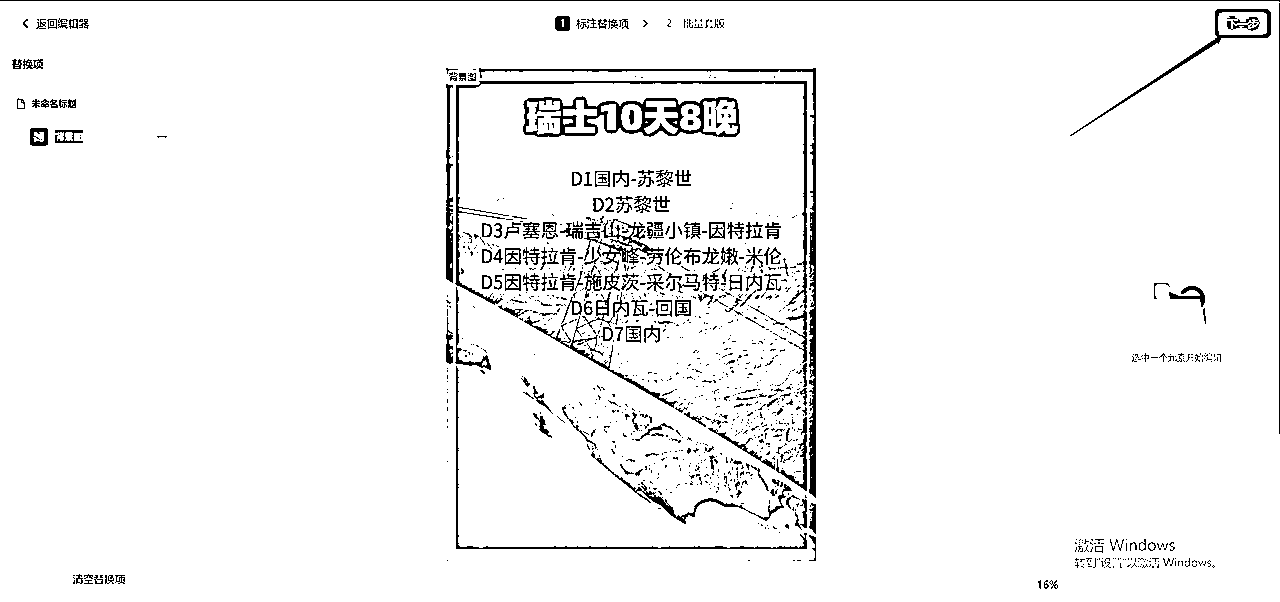 返回编辑器
1 标注替换项 > 2 批量套版
下一步
替换项
背景图
未命名标题
背景图
瑞士10天8晚
D1国内-苏黎世
D2苏黎世
D3卢塞恩-瑞吉山-龙疆小镇-因特拉肯
D4因特拉肯-少女峰-劳伦布龙嫩-米伦
D5因特拉肯-施皮茨-采尔马特-日内瓦
D6日内瓦-回国
D7国内
选中一个元素开始编辑
激活 Windows
转到"设置"以激活 Windows。
清空替换项
16%